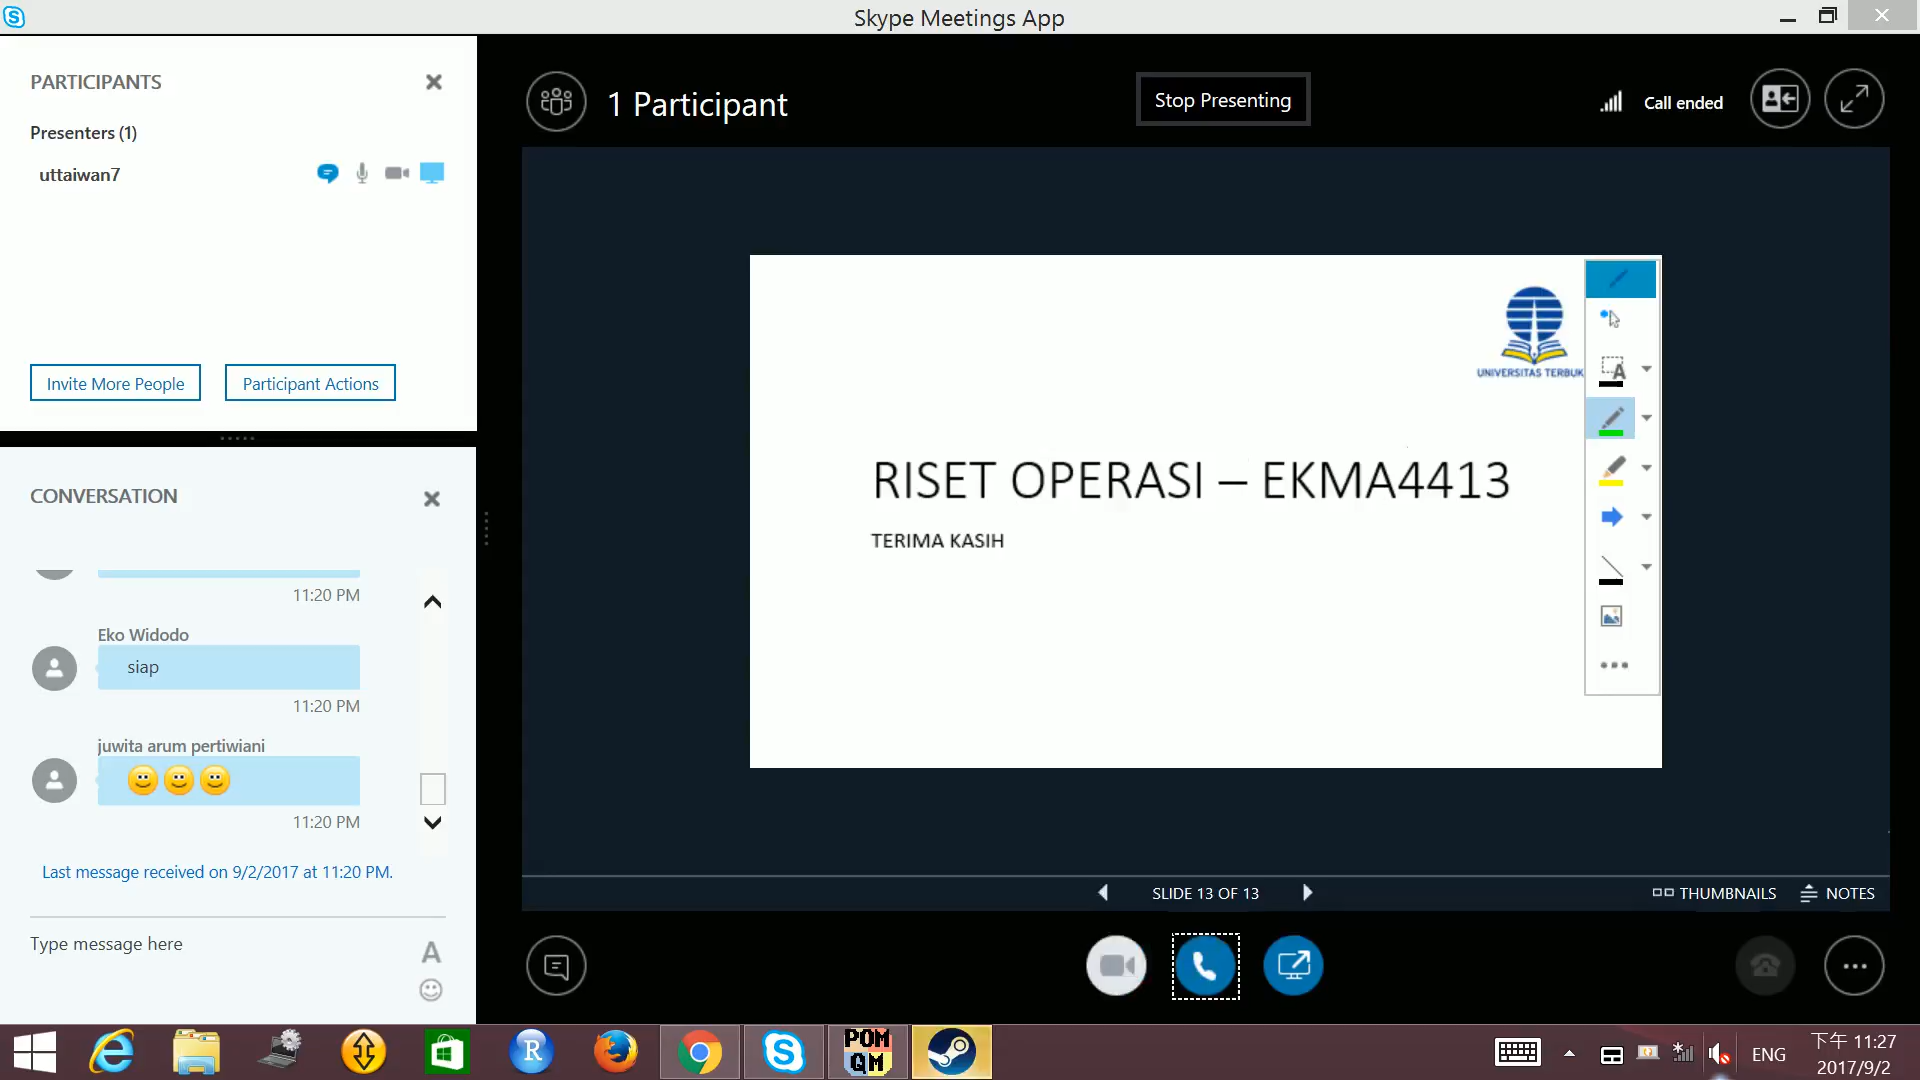 Skype Meetings App
PARTICIPANTS
Presenters (1)
uttaiwan7
Invite More People
Participant Actions
CONVERSATION
11:20 PM
Eko Widodo
siap
11:20 PM
juwita arum pertiwiani
11:20 PM
Last message received on 9/2/2017 at 11:20 PM.
Type message here
A
1 Participant
Stop Presenting
Call ended
UNIVERSITAS TERBUK
A
RISET OPERASI – EKMA4413
TERIMA KASIH
SLIDE 13 OF 13
THUMBNAILS
NOTES
R
POM
QM
ENG
下午 11:27
2017/9/2